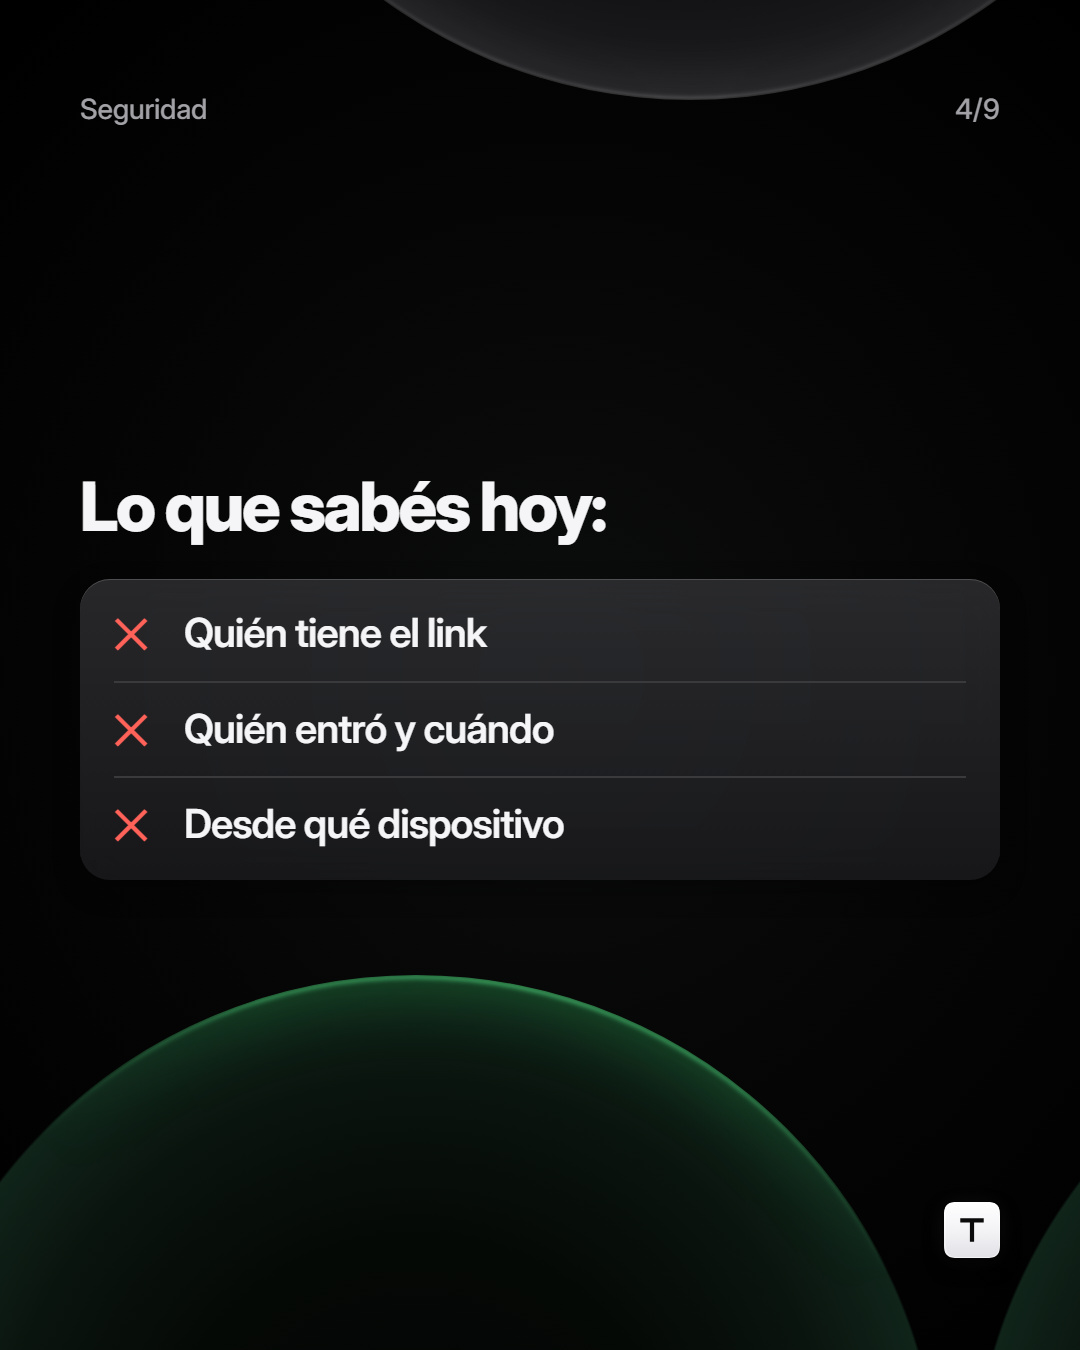 Seguridad
4/9
Lo que sabés hoy:
Quién tiene el link
Quién entró y cuándo
Desde qué dispositivo
T